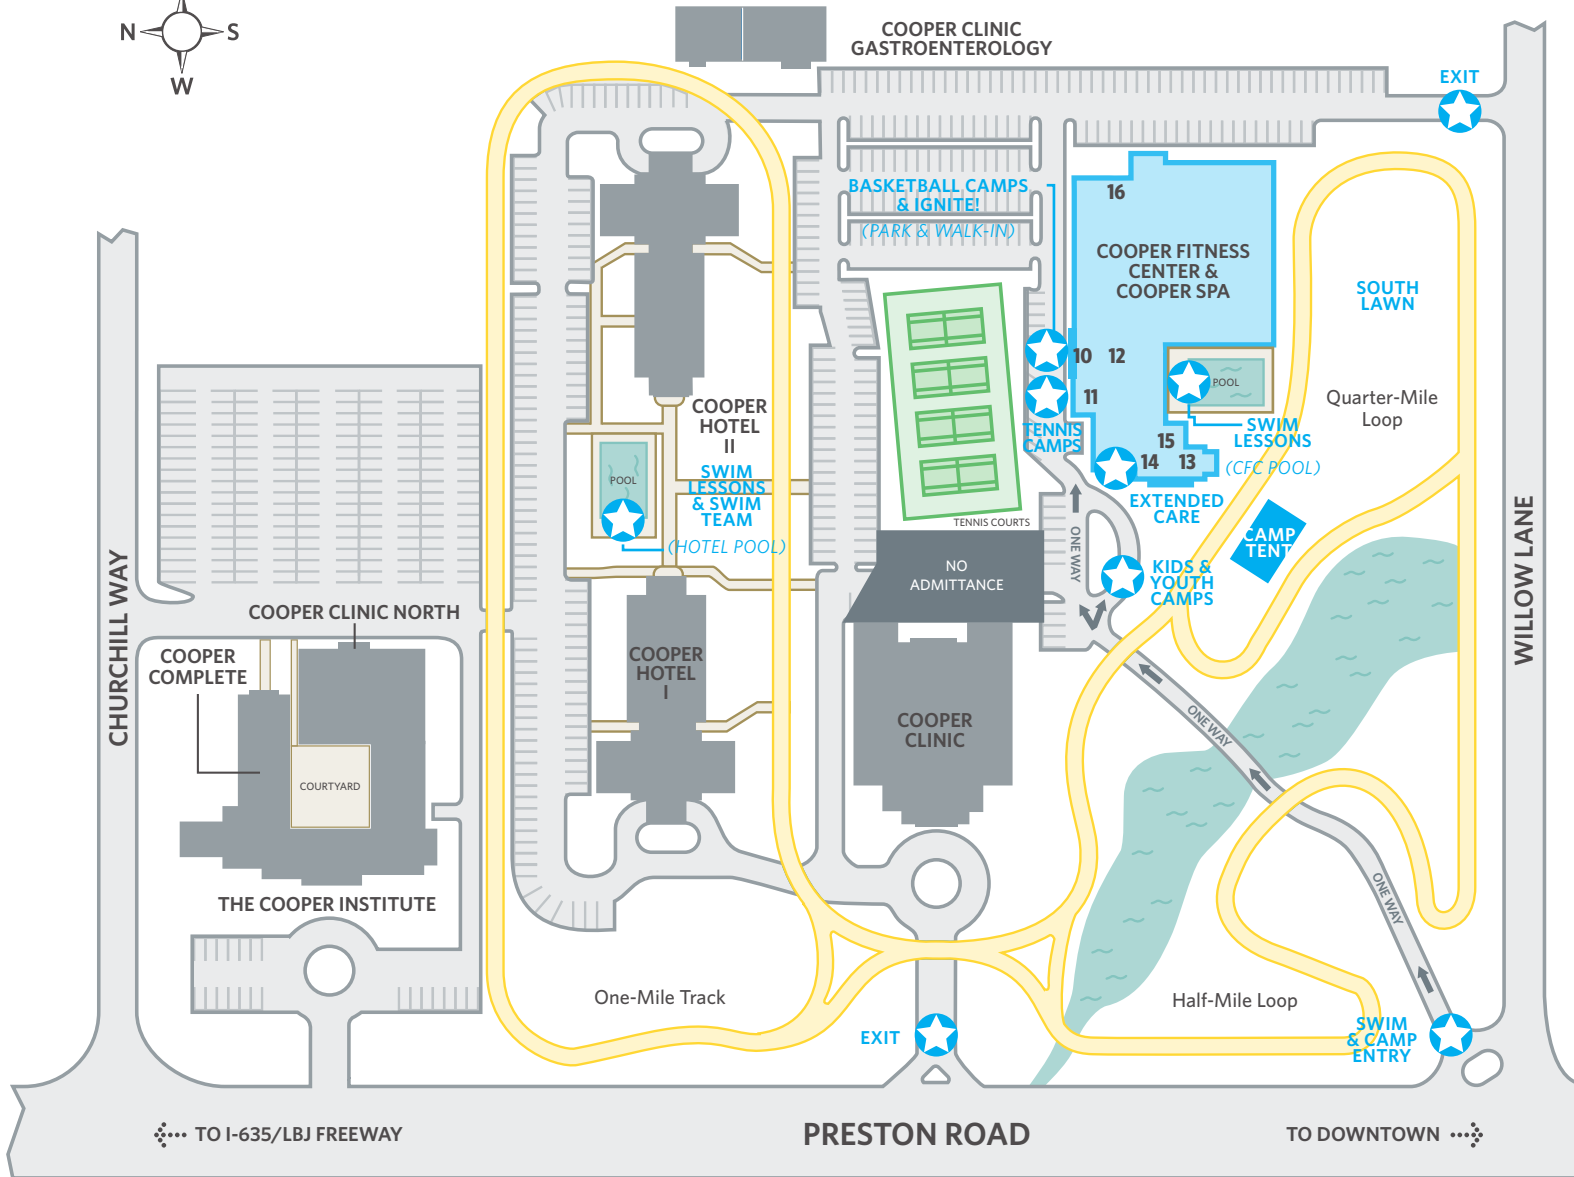 N
S
W
COOPER CLINIC
GASTROENTEROLOGY
EXIT
BASKETBALL CAMPS
& IGNITE!
(PARK & WALK-IN)
16
COOPER FITNESS
CENTER &
COOPER SPA
SOUTH
LAWN
10
12
11
POOL
Quarter-Mile
Loop
TENNIS
CAMPS
SWIM
LESSONS
(CFC POOL)
15
14
13
EXTENDED
CARE
COOPER
HOTEL
II
POOL
SWIM
LESSONS
& SWIM
TEAM
(HOTEL POOL)
TENNIS COURTS
ONE WAY
CAMP
TENT
NO
ADMITTANCE
KIDS &
YOUTH
CAMPS
WILLOW LANE
CHURCHILL WAY
COOPER CLINIC NORTH
COOPER
COMPLETE
COOPER
HOTEL
I
COOPER
CLINIC
ONE WAY
COURTYARD
THE COOPER INSTITUTE
ONE WAY
One-Mile Track
Half-Mile Loop
EXIT
SWIM
& CAMP
ENTRY
TO I-635/LBJ FREEWAY
PRESTON ROAD
TO DOWNTOWN